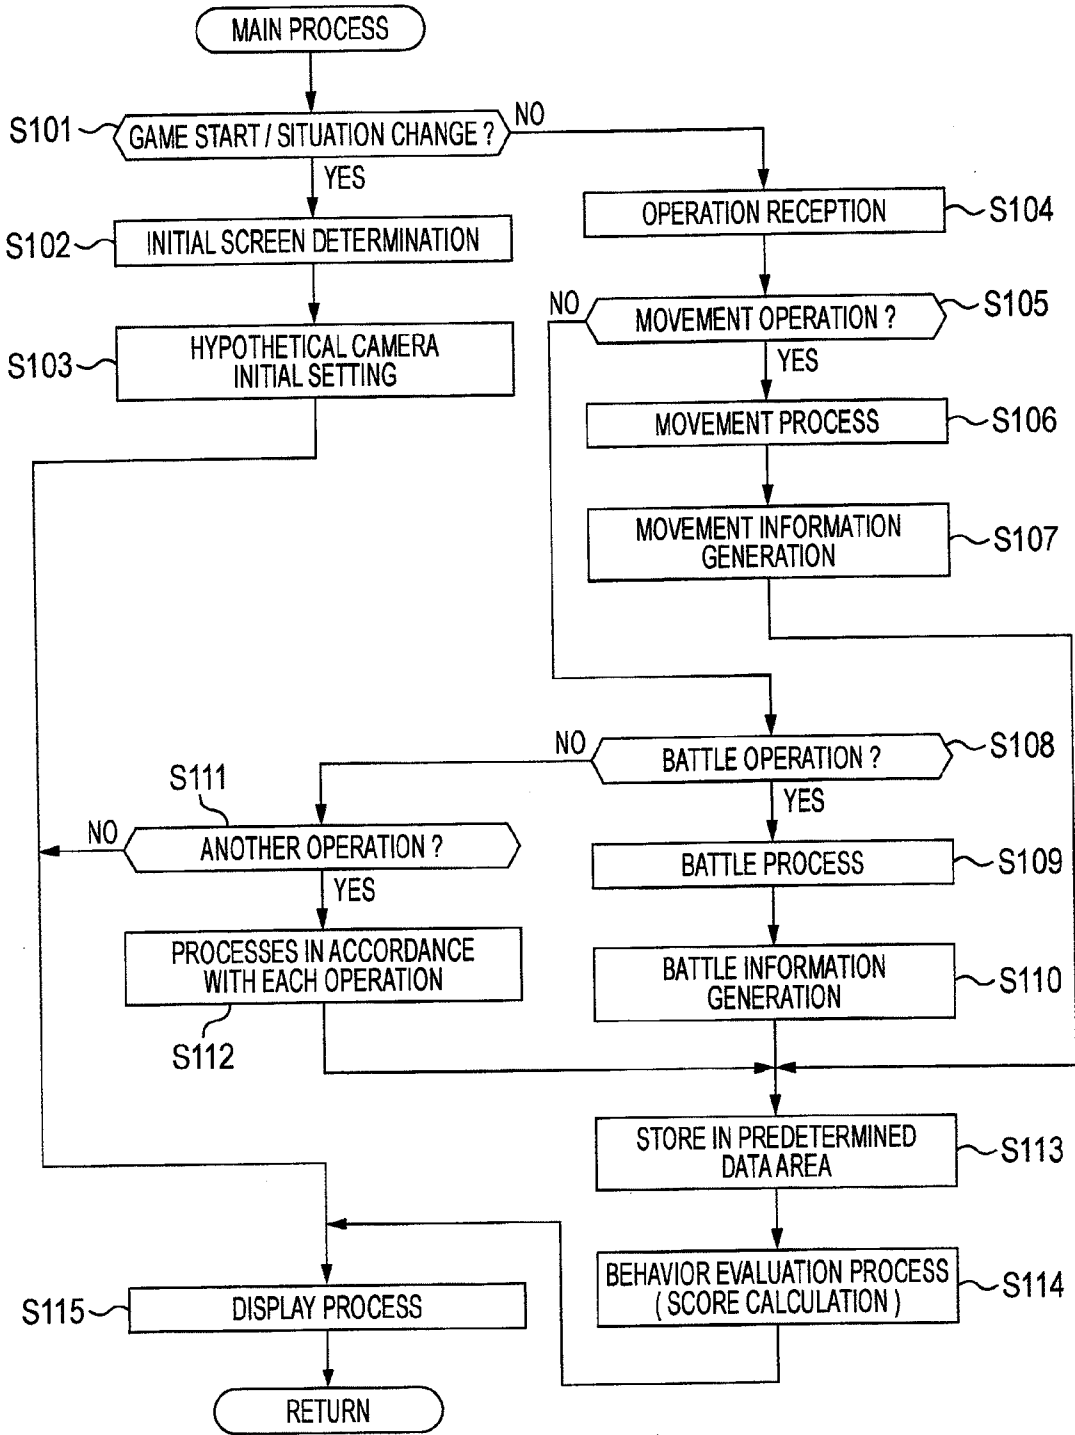 MAIN PROCESS
S101
GAME START / SITUATION CHANGE ?
NO
YES
S102
INITIAL SCREEN DETERMINATION
S103
HYPOTHETICAL CAMERA
INITIAL SETTING
OPERATION RECEPTION
S104
NO
MOVEMENT OPERATION ?
S105
YES
MOVEMENT PROCESS
S106
MOVEMENT INFORMATION
GENERATION
S107
NO
BATTLE OPERATION ?
S108
YES
S111
NO
ANOTHER OPERATION ?
YES
BATTLE PROCESS
S109
PROCESSES IN ACCORDANCE
WITH EACH OPERATION
S112
BATTLE INFORMATION
GENERATION
S110
STORE IN PREDETERMINED
DATA AREA
S113
BEHAVIOR EVALUATION PROCESS
( SCORE CALCULATION )
S114
S115
DISPLAY PROCESS
RETURN